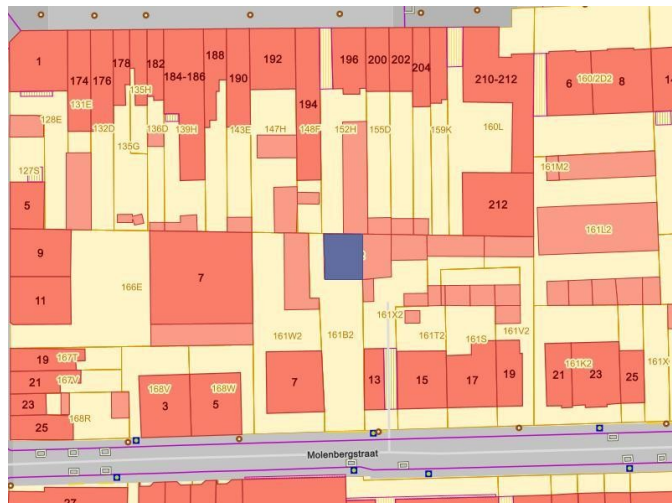 1
174
176
178
182
184-186
188
190
192
194
196
200
202
204
210-212
6
160/2D2
8
131E
135H
128E
132D
136D
139H
143E
147H
148F
152H
155D
159K
160L
135G
127S
161M2
5
212
161L2
9
7
11
166E
161X2
161W2
161B2
161T2
161S
161V2
19
167T
21
167V
168V
168W
7
13
15
17
19
161K2
21
23
25
23
3
5
168R
25
Molenbergstraat
27